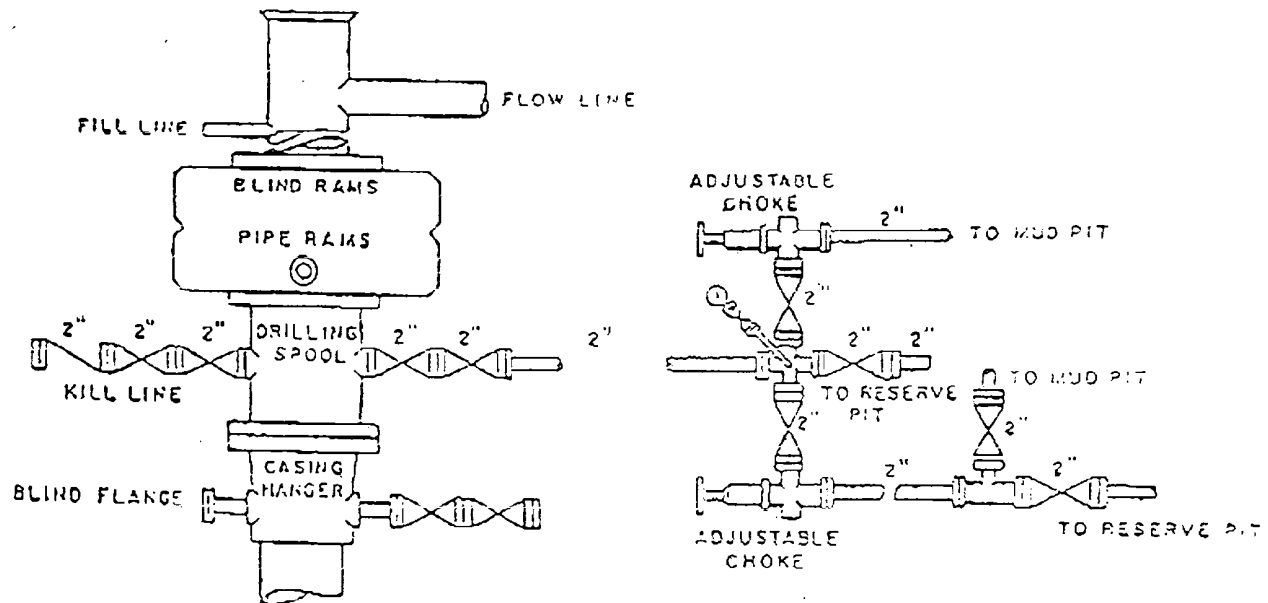 FLOW LINE
FILL LINE
BLIND RAMS
PIPE RAMS
2" 2" 2" DRILLING 2" 2" 2"
SPOOL
KILL LINE
CASING
HANGER
BLIND FLANGE
ADJUSTABLE
CHOKE
2"
TO MUD PIT
2"
2"
TO RESERVE
PIT
TO MUD PIT
2"
2"
2"
2"
ADJUSTABLE
CHOKE
TO RESERVE PIT